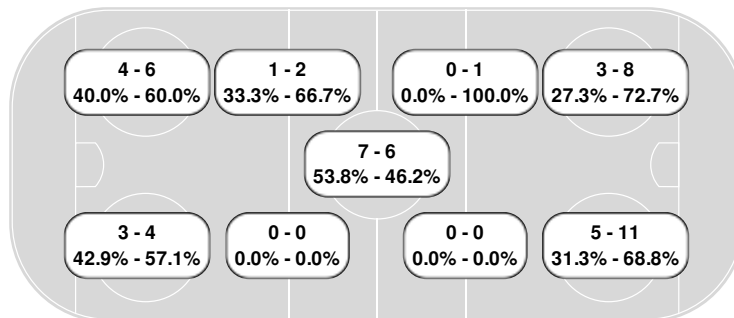 4 - 6
40.0% - 60.0%
1 - 2
33.3% - 66.7%
0 - 1
0.0% - 100.0%
3 - 8
27.3% - 72.7%
7 - 6
53.8% - 46.2%
3 - 4
42.9% - 57.1%
0 - 0
0.0% - 0.0%
0 - 0
0.0% - 0.0%
5 - 11
31.3% - 68.8%